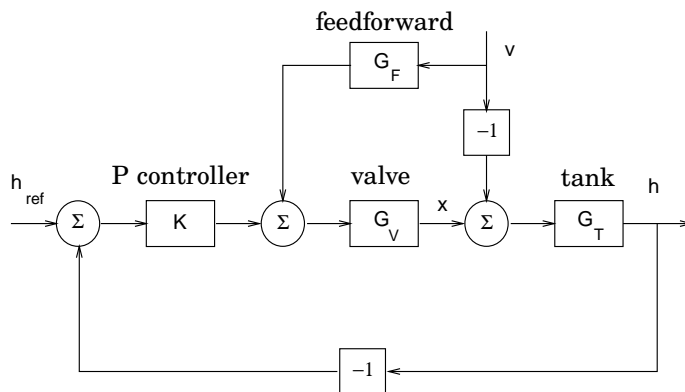 feedforward
v
G_F
−1
h_ref
P controller
valve
tank
h
Σ
K
Σ
G_V
x
Σ
G_T
−1